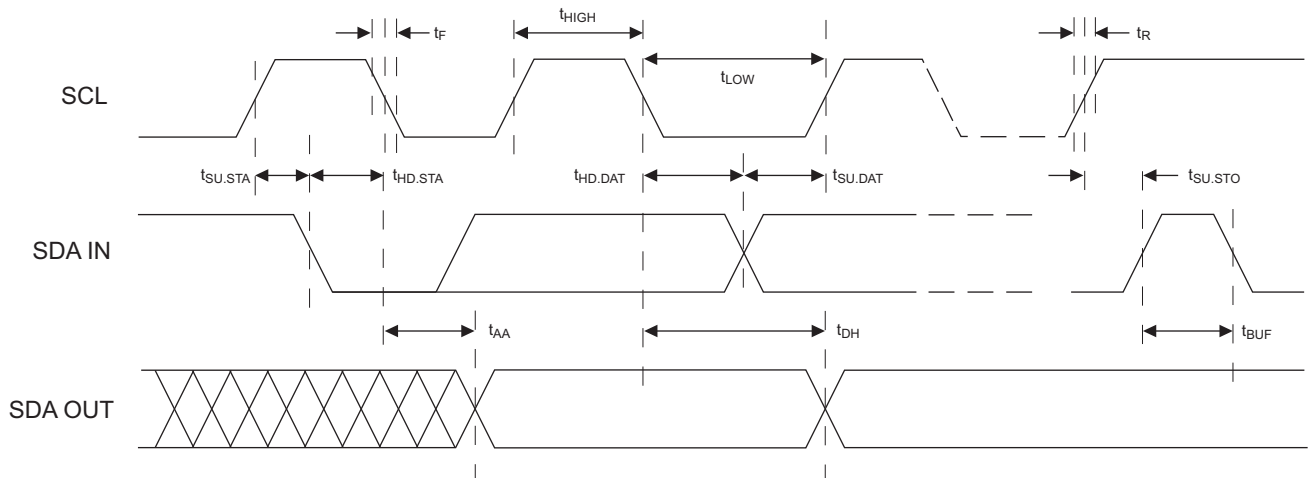 tF
tHIGH
tR
SCL
tLOW
tSU.STA
tHD.STA
tHD.DAT
tSU.DAT
tSU.STO
SDA IN
tAA
tDH
tBUF
SDA OUT